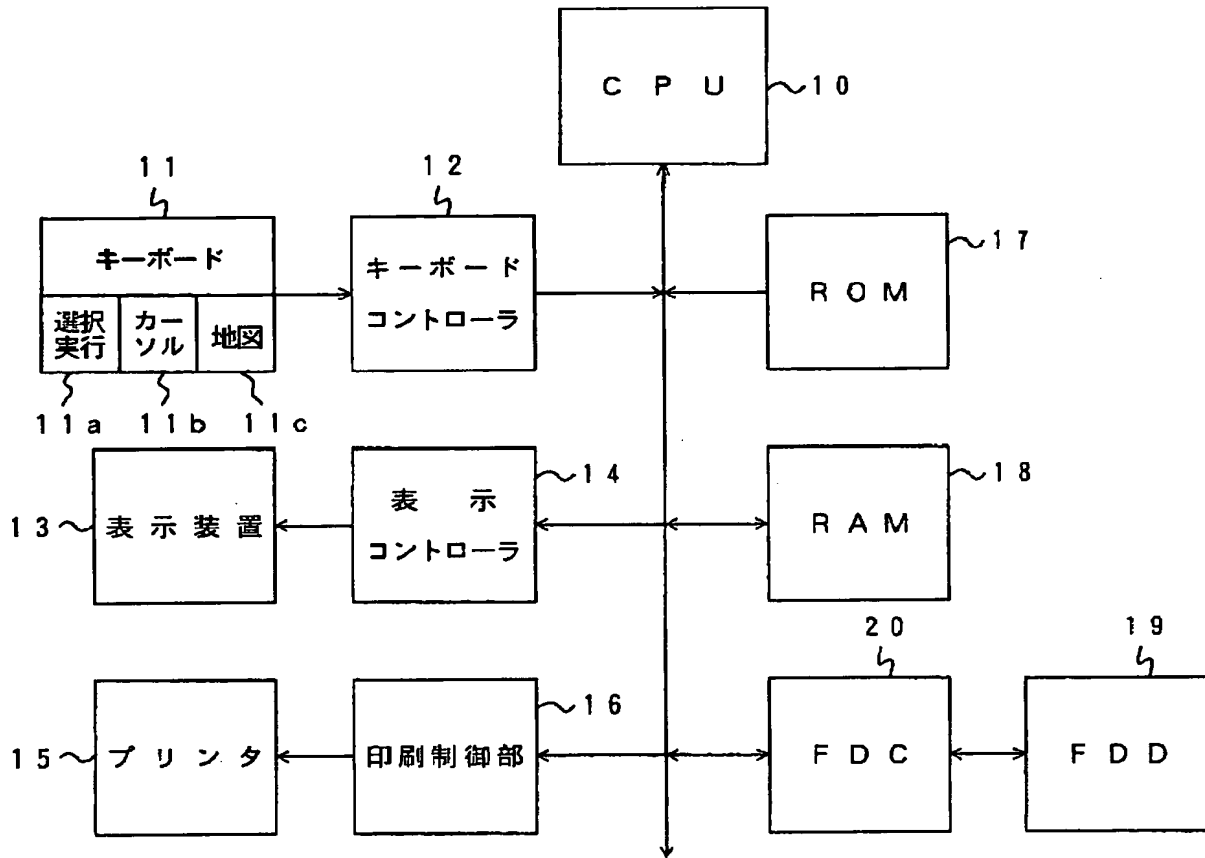 CPU
10
11
キーボード
選択
実行
カー
ソル
地図
11a
11b
11c
12
キーボード
コントローラ
17
ROM
13
表示装置
14
表示
コントローラ
18
RAM
15
プリンタ
16
印刷制御部
20
FDC
19
FDD